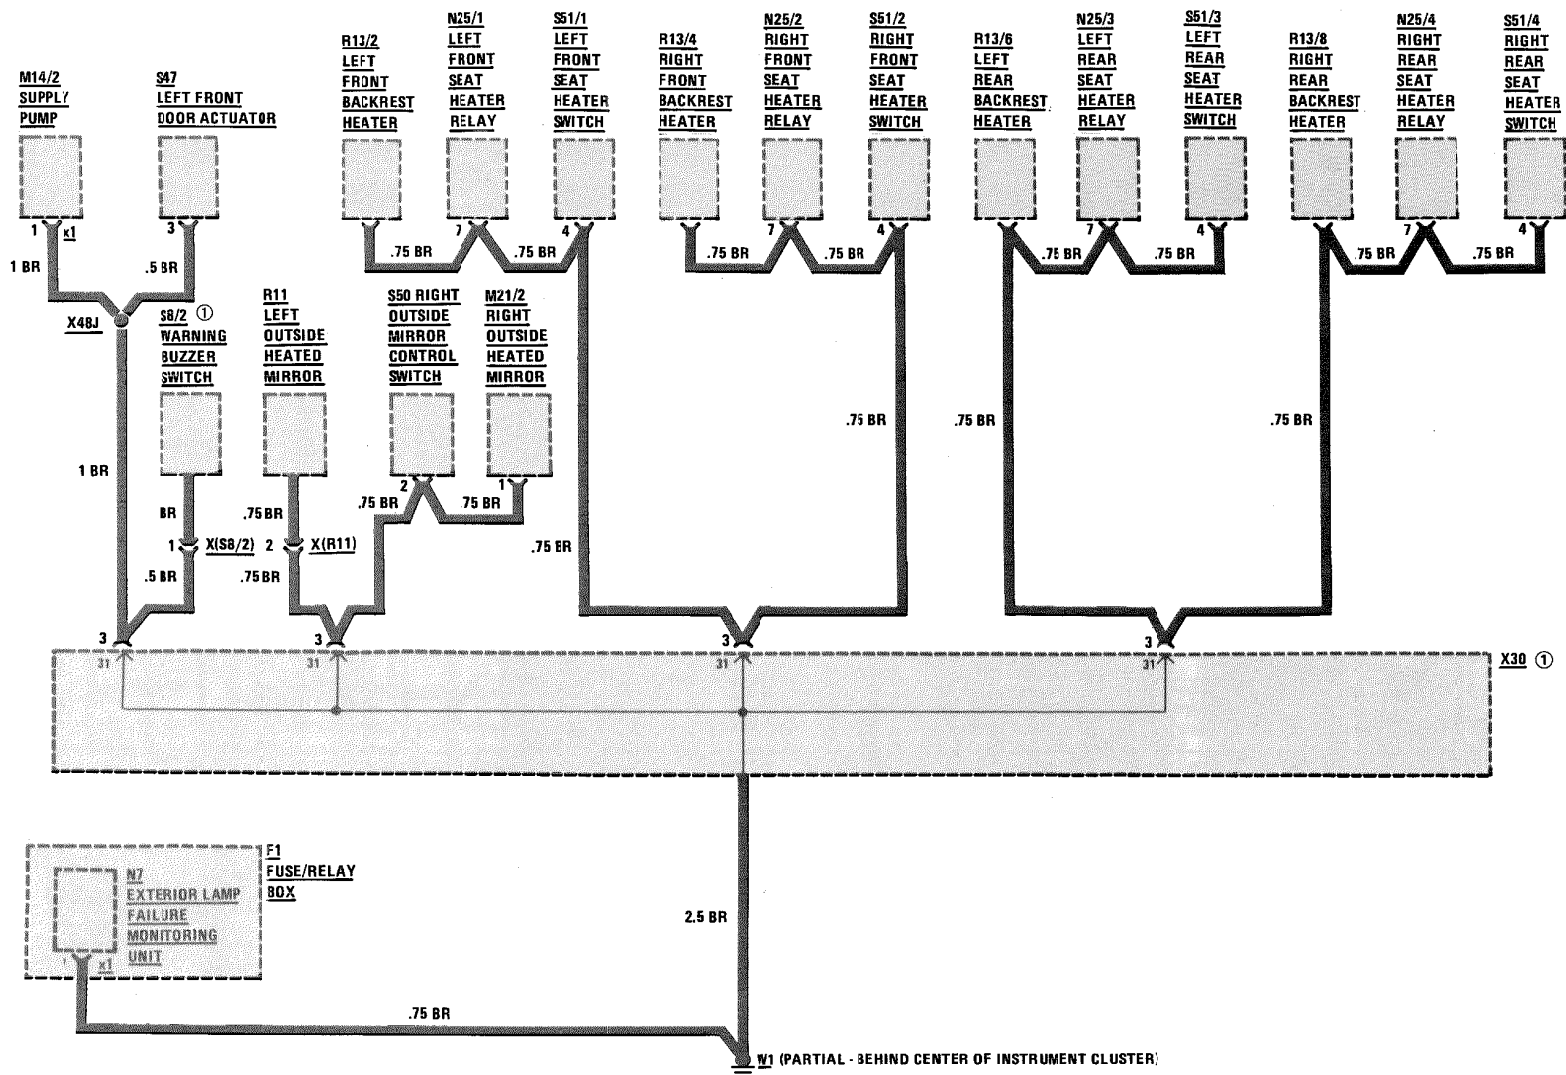 M14/2
SUPPLY
PUMP
S47
LEFT FRONT
DOOR ACTUATOR
R13/2
LEFT
FRONT
BACKREST
HEATER
N25/1
LEFT
FRONT
SEAT
HEATER
RELAY
S51/1
LEFT
FRONT
SEAT
HEATER
SWITCH
R13/4
RIGHT
FRONT
BACKREST
HEATER
N25/2
RIGHT
FRONT
SEAT
HEATER
RELAY
S51/2
RIGHT
FRONT
SEAT
HEATER
SWITCH
R13/6
LEFT
REAR
BACKREST
HEATER
N25/3
LEFT
REAR
SEAT
HEATER
RELAY
S51/3
LEFT
REAR
SEAT
HEATER
SWITCH
R13/8
RIGHT
REAR
BACKREST
HEATER
N25/4
RIGHT
REAR
SEAT
HEATER
RELAY
S51/4
RIGHT
REAR
SEAT
HEATER
SWITCH
1 x1
3
7
4
7
4
7
4
7
4
1 BR
.5 BR
.75 BR
.75 BR
.75 BR
.75 BR
.75 BR
.75 BR
.75 BR
.75 BR
X48J
S8/2 ①
WARNING
BUZZER
SWITCH
R11
LEFT
OUTSIDE
HEATED
MIRROR
S50 RIGHT
OUTSIDE
MIRROR
CONTROL
SWITCH
M21/2
RIGHT
OUTSIDE
HEATED
MIRROR
.75 BR
.75 BR
.75 BR
.75 BR
1 BR
2
1
BR
.75 BR
.75 BR
.75 BR
1 X(S8/2)
2 X(R11)
.5 BR
.75 BR
3
3
3
3
31
31
31
31
X30 ①
F1
FUSE/RELAY
BOX
N7
EXTERIOR LAMP
FAILURE
MONITORING
UNIT
1 x1
2.5 BR
.75 BR
W1 (PARTIAL - BEHIND CENTER OF INSTRUMENT CLUSTER)